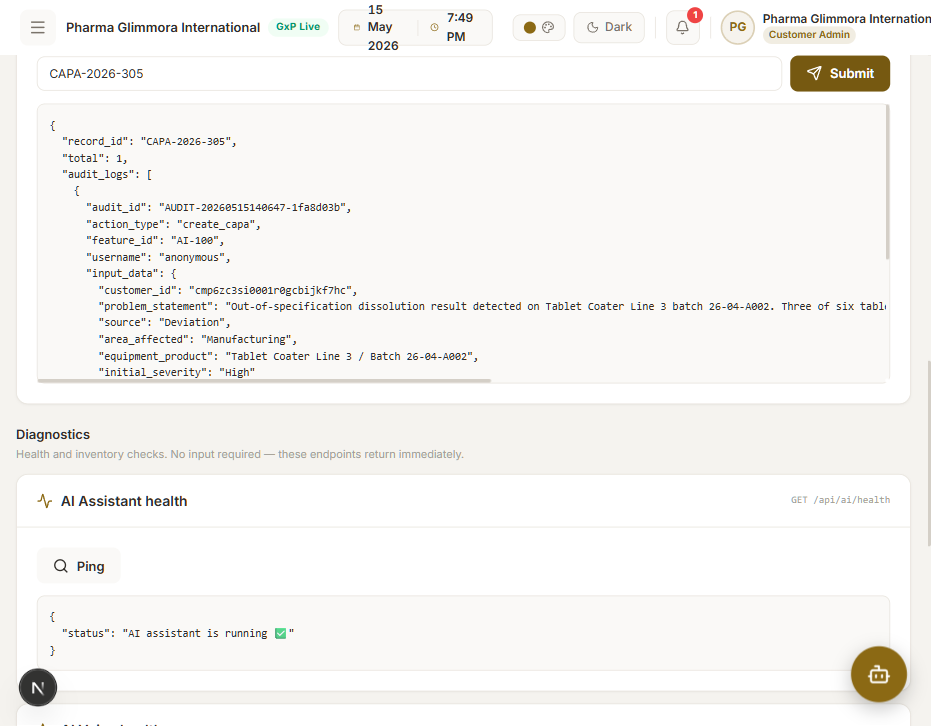 Pharma Glimmora International
GxP Live
15 May 2026
7:49 PM
Dark
1
PG
Pharma Glimmora Internation
Customer Admin
CAPA-2026-305
Submit
{
"record_id": "CAPA-2026-305",
"total": 1,
"audit_logs": [
{
"audit_id": "AUDIT-20260515140647-1fa8d03b",
"action_type": "create_capa",
"feature_id": "AI-100",
"username": "anonymous",
"input_data": {
"customer_id": "cmp6zc3si0001r0gcbijkf7hc",
"problem_statement": "Out-of-specification dissolution result detected on Tablet Coater Line 3 batch 26-04-A002. Three of six table
"source": "Deviation",
"area_affected": "Manufacturing",
"equipment_product": "Tablet Coater Line 3 / Batch 26-04-A002",
"initial_severity": "High"
Diagnostics
Health and inventory checks. No input required — these endpoints return immediately.
AI Assistant health
GET /api/ai/health
Ping
{
"status": "AI assistant is running ✅"
}
N